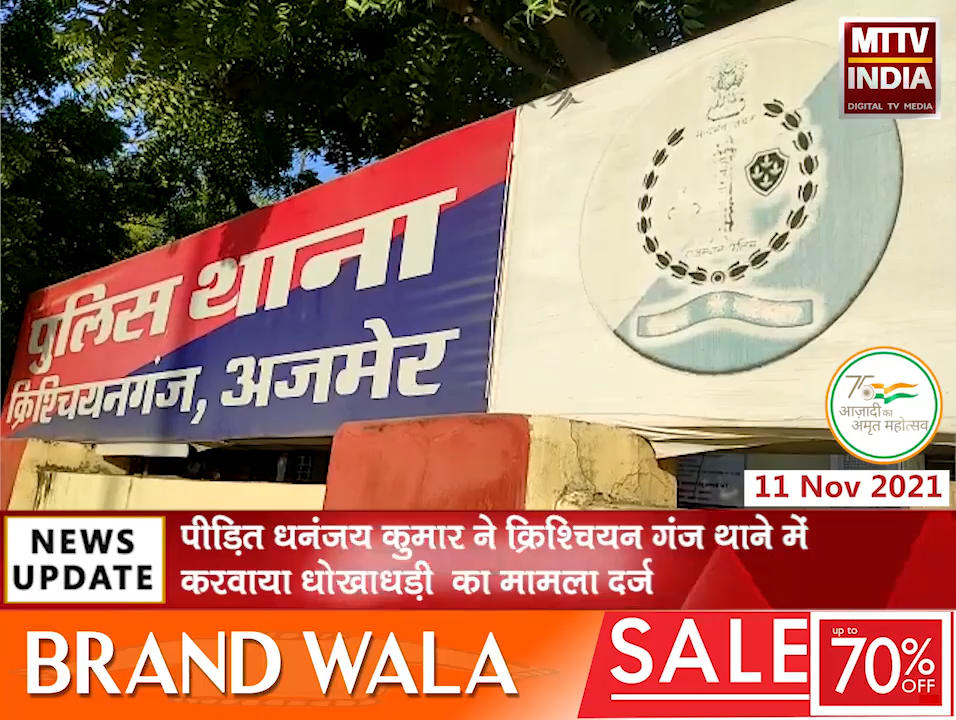 MTTV
INDIA
DIGITAL TV MEDIA
पुलिस थाना
क्रिश्चियनगंज, अजमेर
75
आज़ादी का
अमृत महोत्सव
11 Nov 2021
NEWS
UPDATE
पीड़ित धनंजय कुमार ने क्रिश्चियन गंज थाने में
करवाया धोखाधड़ी का मामला दर्ज
BRAND WALA
SALE
up to
70%
OFF